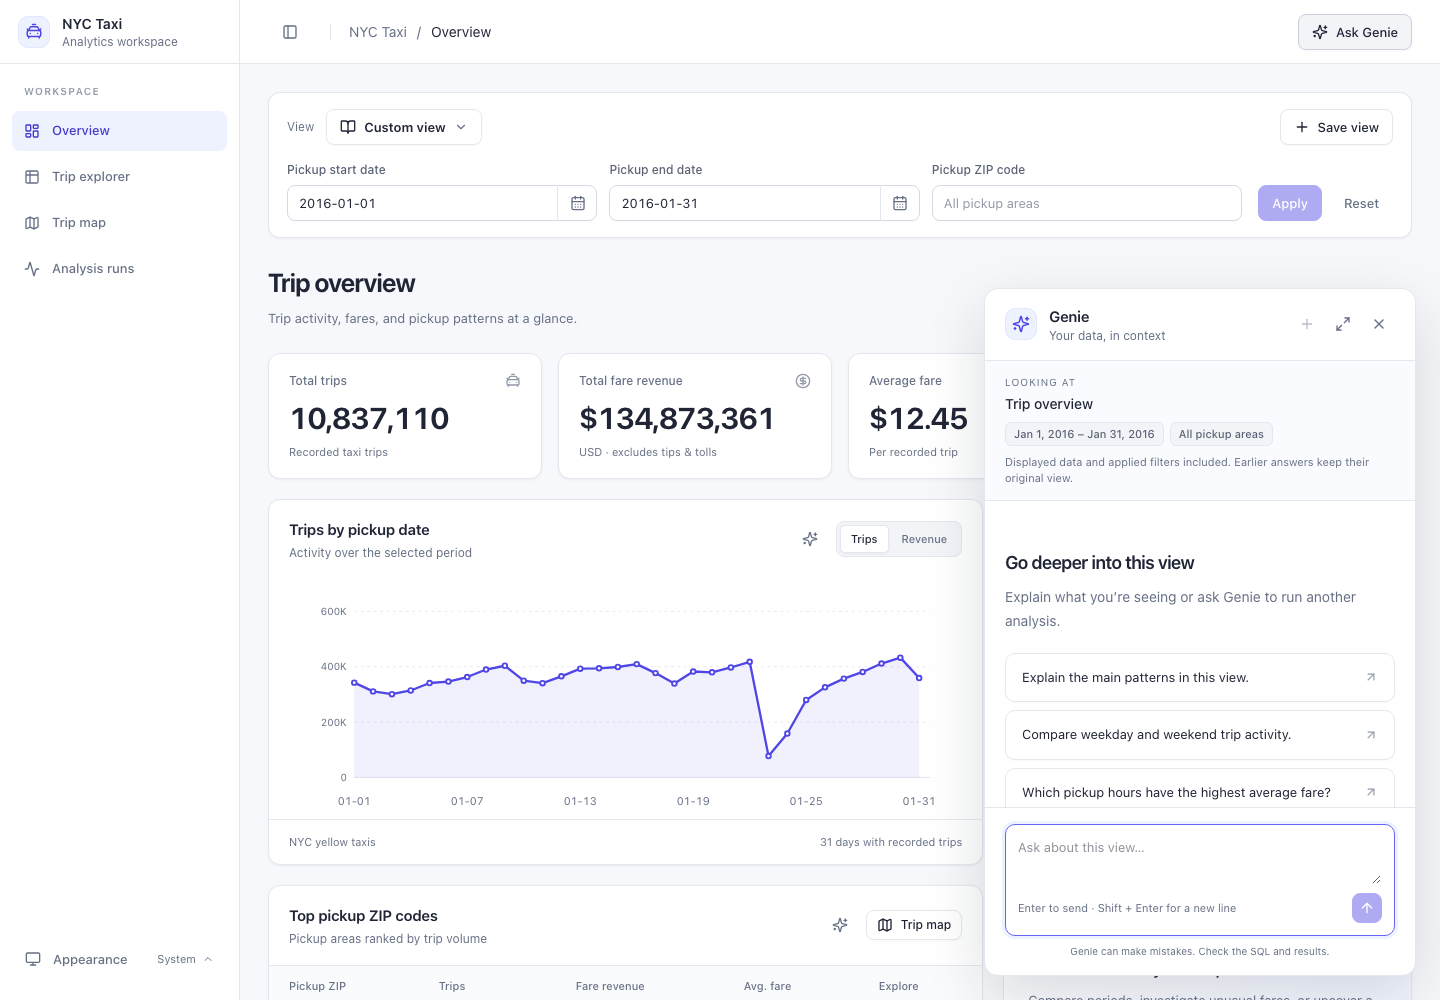 NYC Taxi
Analytics workspace
WORKSPACE
Overview
Trip explorer
Trip map
Analysis runs
Appearance
System
NYC Taxi / Overview
Ask Genie
View
Custom view
Save view
Pickup start date
Pickup end date
Pickup ZIP code
2016-01-01
2016-01-31
All pickup areas
Apply
Reset
Trip overview
Trip activity, fares, and pickup patterns at a glance.
Total trips
10,837,110
Recorded taxi trips
Total fare revenue
$134,873,361
USD · excludes tips & tolls
Average fare
$12.45
Per recorded trip
Trips by pickup date
Activity over the selected period
Trips
Revenue
600K
400K
200K
0
01-01
01-07
01-13
01-19
01-25
01-31
NYC yellow taxis
31 days with recorded trips
Top pickup ZIP codes
Pickup areas ranked by trip volume
Trip map
Pickup ZIP
Trips
Fare revenue
Avg. fare
Explore
Genie
Your data, in context
LOOKING AT
Trip overview
Jan 1, 2016 – Jan 31, 2016
All pickup areas
Displayed data and applied filters included. Earlier answers keep their
original view.
Go deeper into this view
Explain what you're seeing or ask Genie to run another
analysis.
Explain the main patterns in this view.
Compare weekday and weekend trip activity.
Which pickup hours have the highest average fare?
Ask about this view...
Enter to send · Shift + Enter for a new line
Genie can make mistakes. Check the SQL and results.